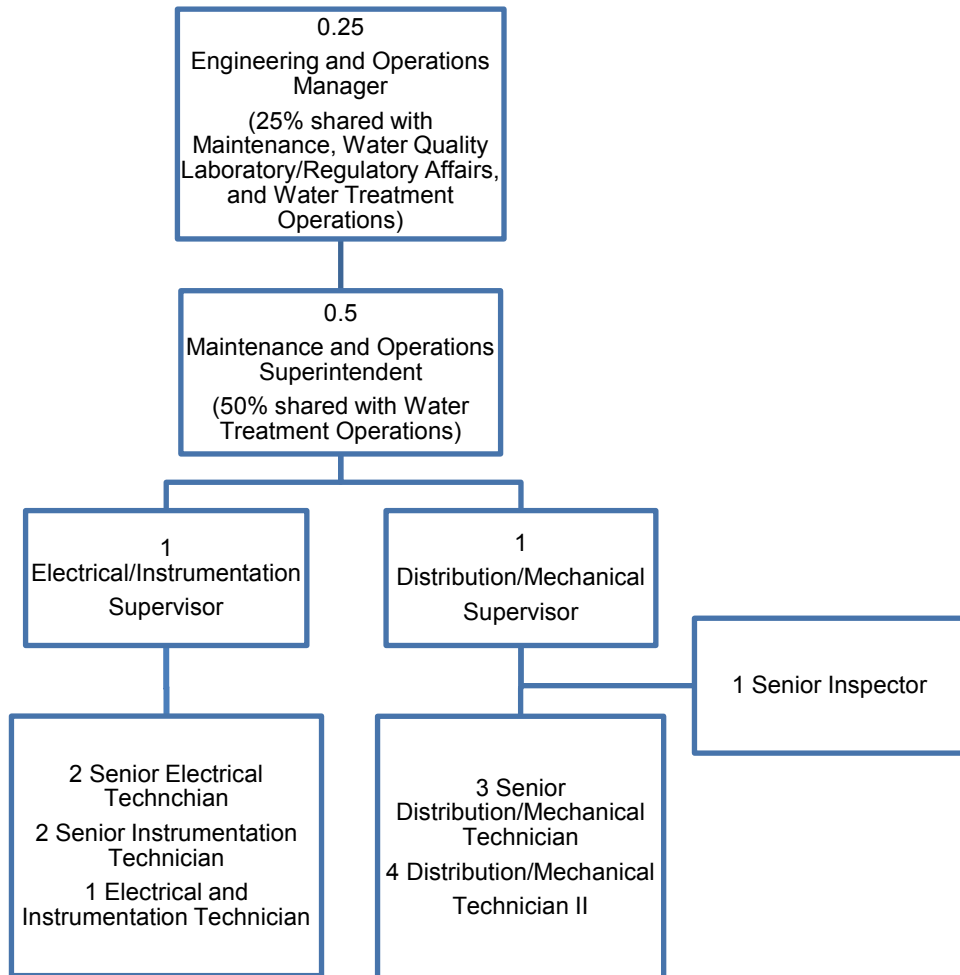 0.25
Engineering and Operations
Manager
(25% shared with
Maintenance, Water Quality
Laboratory/Regulatory Affairs,
and Water Treatment
Operations)
0.5
Maintenance and Operations
Superintendent
(50% shared with Water
Treatment Operations)
1
Electrical/Instrumentation
Supervisor
1
Distribution/Mechanical
Supervisor
1 Senior Inspector
2 Senior Electrical
Technchian
2 Senior Instrumentation
Technician
1 Electrical and
Instrumentation Technician
3 Senior
Distribution/Mechanical
Technician
4 Distribution/Mechanical
Technician II